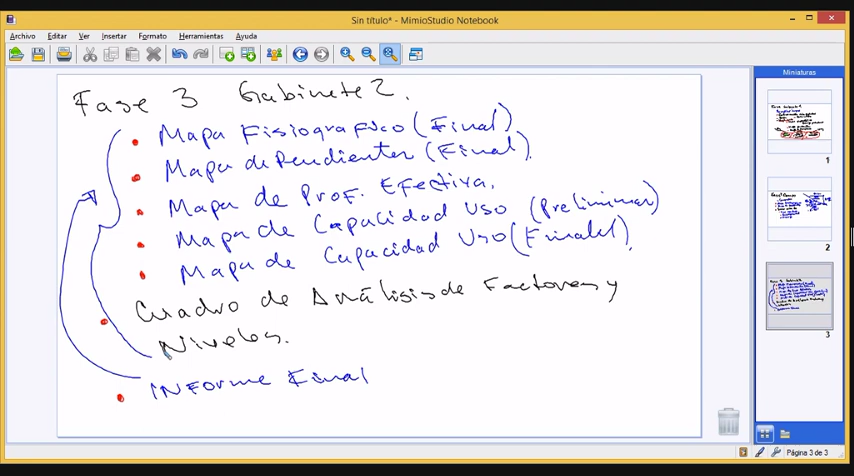 Sin título* - MimioStudio Notebook
Archivo Editar Ver Insertar Formato Herramientas Ayuda
Fase 3 Gabinete 2.
Mapa Fisiografico (Final)
Mapa de Pendientes (Final).
Mapa de Prof. Efectiva.
Mapa de Capacidad Uso (Preliminar)
Mapa de Capacidad Uso (Final).
Cuadro de Análisis de Factores y
Niveles.
INforme Final
Miniaturas
1
2
3
Página 3 de 3